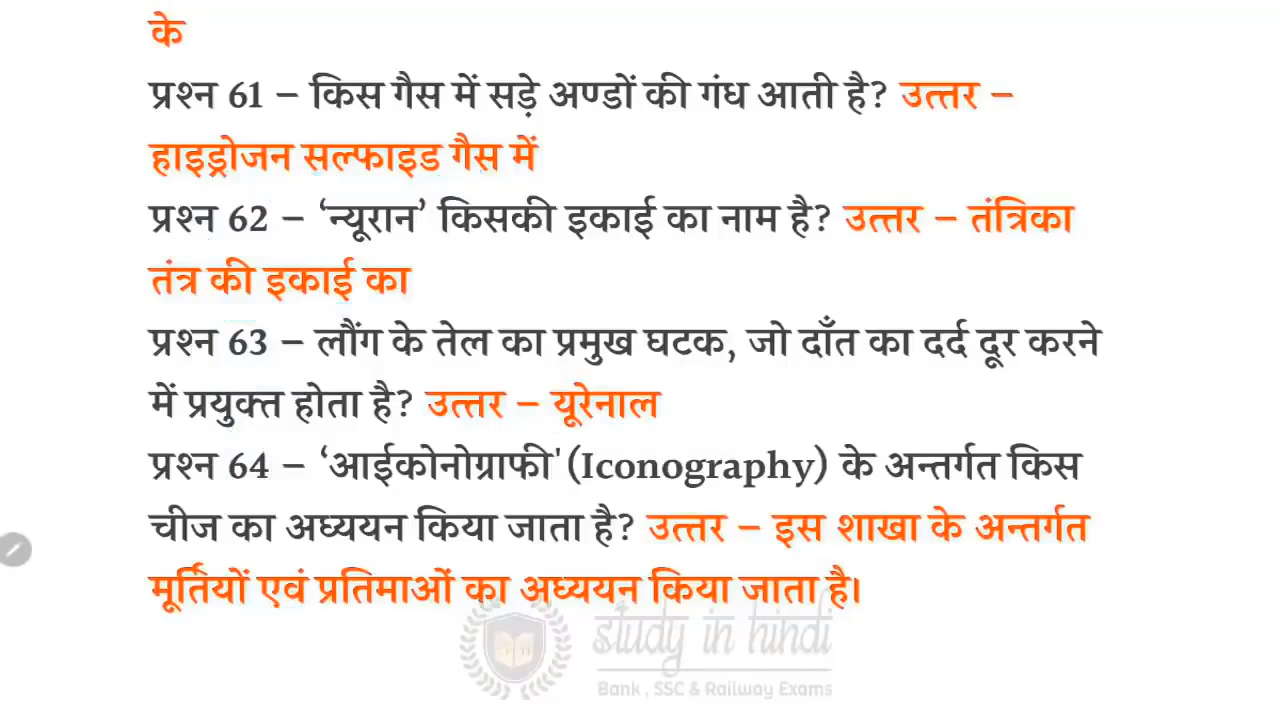 के
प्रश्न 61 – किस गैस में सड़े अण्डों की गंध आती है? उत्तर –
हाइड्रोजन सल्फाइड गैस में
प्रश्न 62 – ‘न्यूरान’ किसकी इकाई का नाम है? उत्तर – तंत्रिका
तंत्र की इकाई का
प्रश्न 63 – लौंग के तेल का प्रमुख घटक, जो दाँत का दर्द दूर करने
में प्रयुक्त होता है? उत्तर – यूरेनाल
प्रश्न 64 – ‘आईकोनोग्राफी'(Iconography) के अन्तर्गत किस
चीज का अध्ययन किया जाता है? उत्तर – इस शाखा के अन्तर्गत
मूर्तियों एवं प्रतिमाओं का अध्ययन किया जाता है।
study in hindi
Bank , SSC & Railway Exams